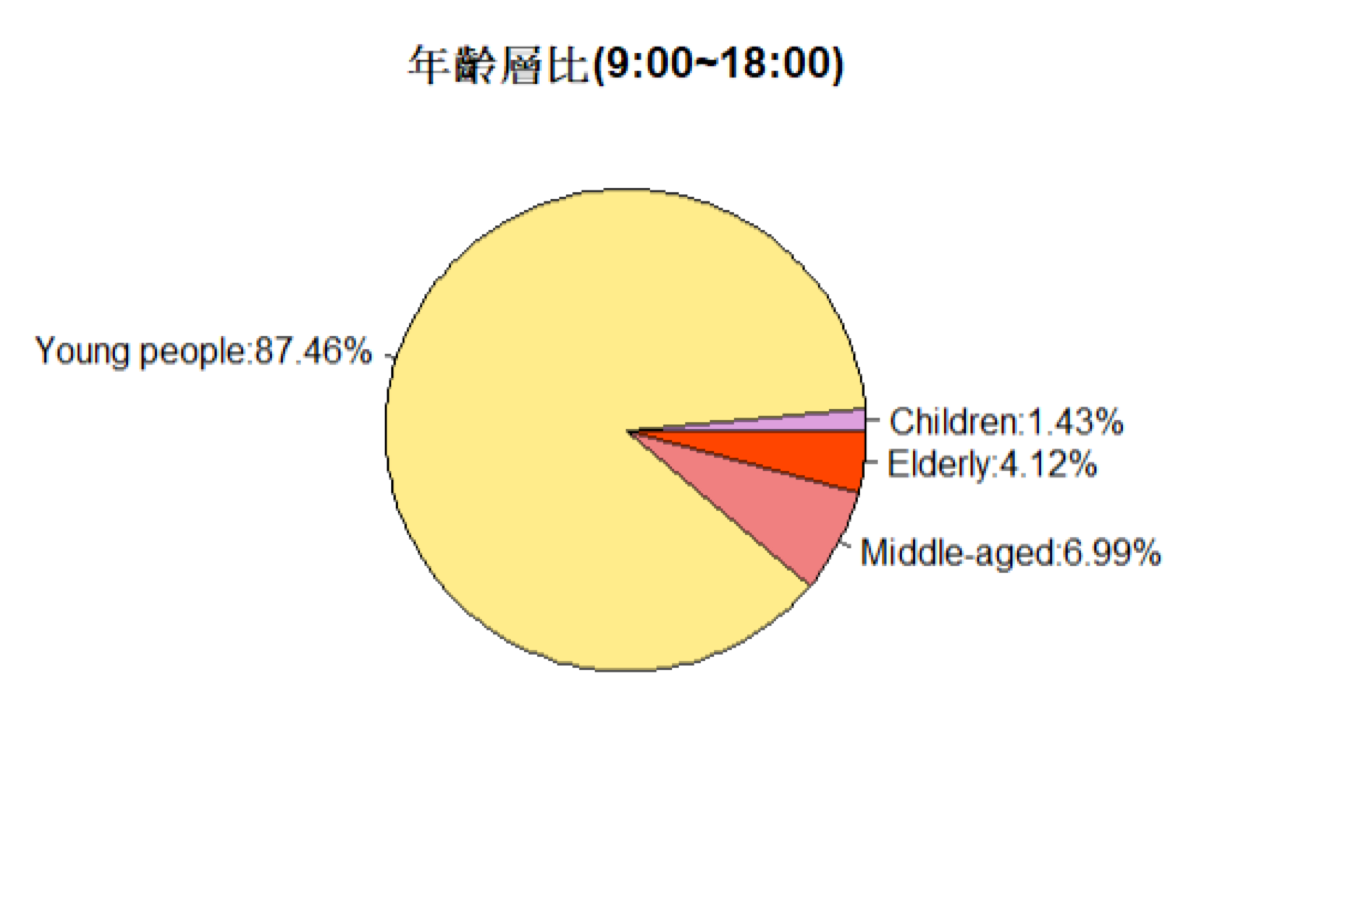 年齡層比(9:00~18:00)
Young people:87.46%
Children:1.43%
Elderly:4.12%
Middle-aged:6.99%